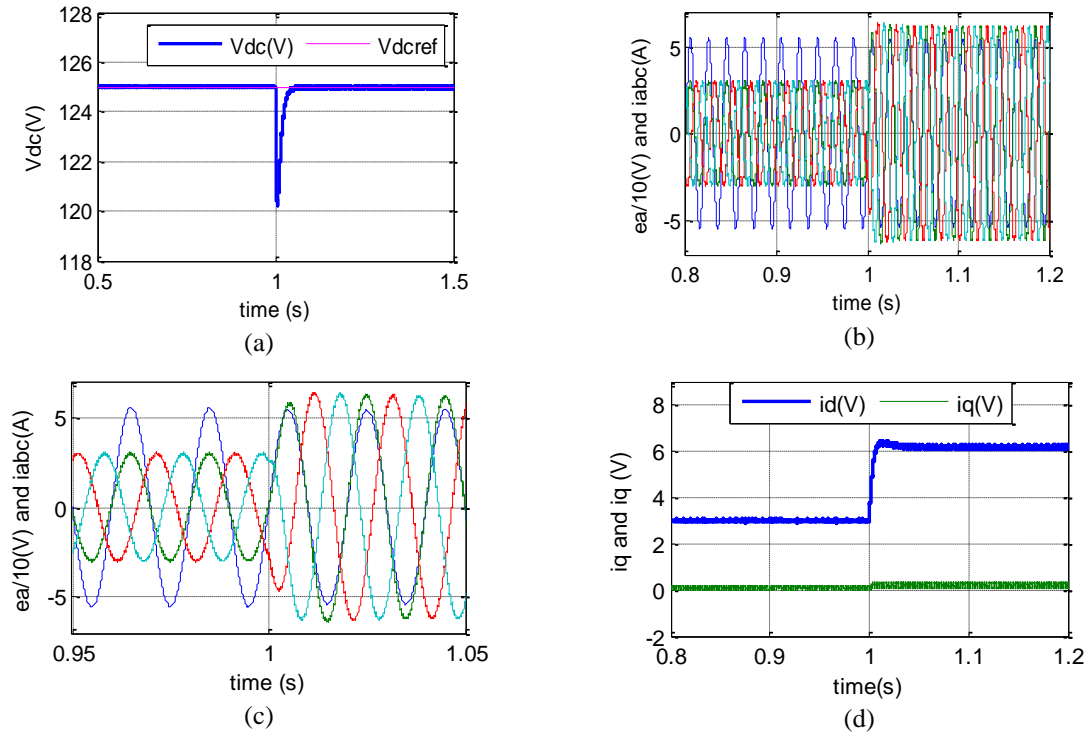 128
126
124
122
120
118
Vdc(V)
Vdc(V) Vdcref
0.5 1 1.5
time (s)
(a)
5
0
-5
ea/10(V) and iabc(A)
0.8 0.9 1 1.1 1.2
time (s)
(b)
5
0
-5
ea/10(V) and iabc(A)
0.95 1 1.05
time (s)
(c)
8
6
4
2
0
-2
iq and iq (V)
id(V) iq(V)
0.8 0.9 1 1.1 1.2
time(s)
(d)